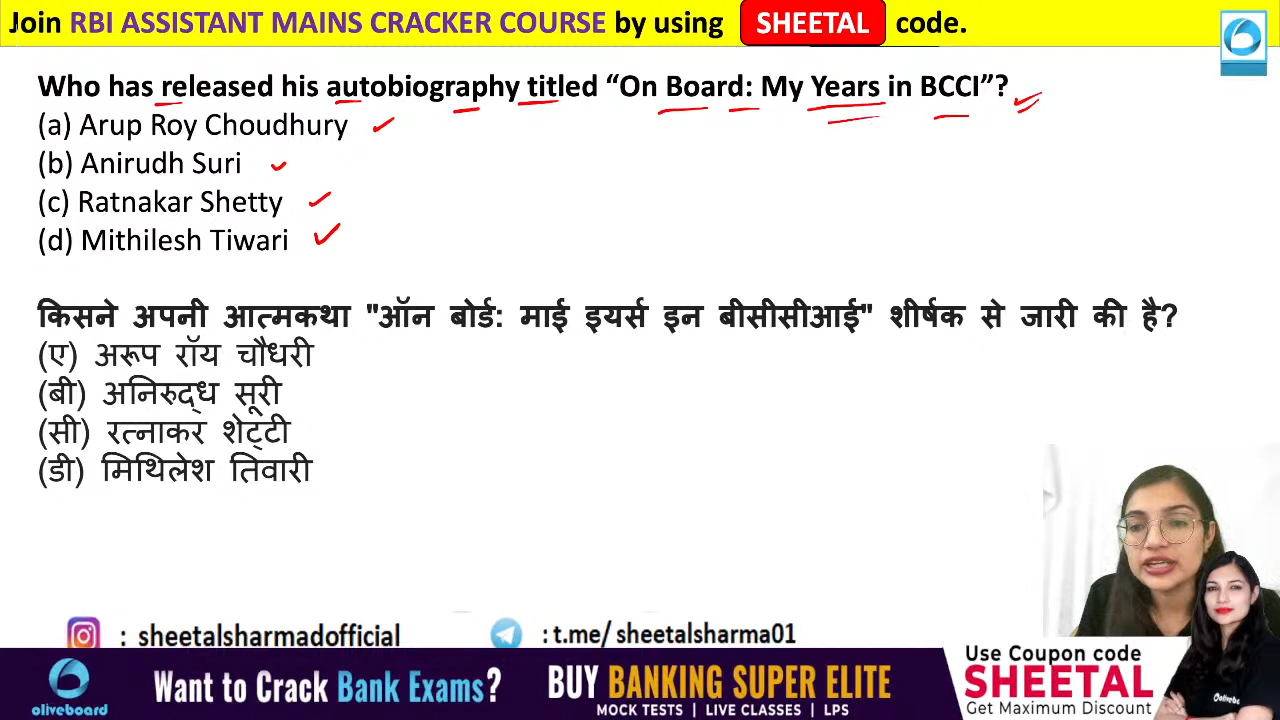 Join RBI ASSISTANT MAINS CRACKER COURSE by using SHEETAL code.
Who has released his autobiography titled “On Board: My Years in BCCI”?
(a) Arup Roy Choudhury
(b) Anirudh Suri
(c) Ratnakar Shetty
(d) Mithilesh Tiwari
किसने अपनी आत्मकथा "ऑन बोर्ड: माई इयर्स इन बीसीसीआई" शीर्षक से जारी की है?
(ए) अरूप रॉय चौधरी
(बी) अनिरुद्ध सूरी
(सी) रत्नाकर शेट्टी
(डी) मिथिलेश तिवारी
: sheetalsharmadofficial
: t.me/ sheetalsharma01
oliveboard
Want to Crack Bank Exams?
BUY BANKING SUPER ELITE
MOCK TESTS | LIVE CLASSES | LPS
Use Coupon code
SHEETAL
Get Maximum Discount